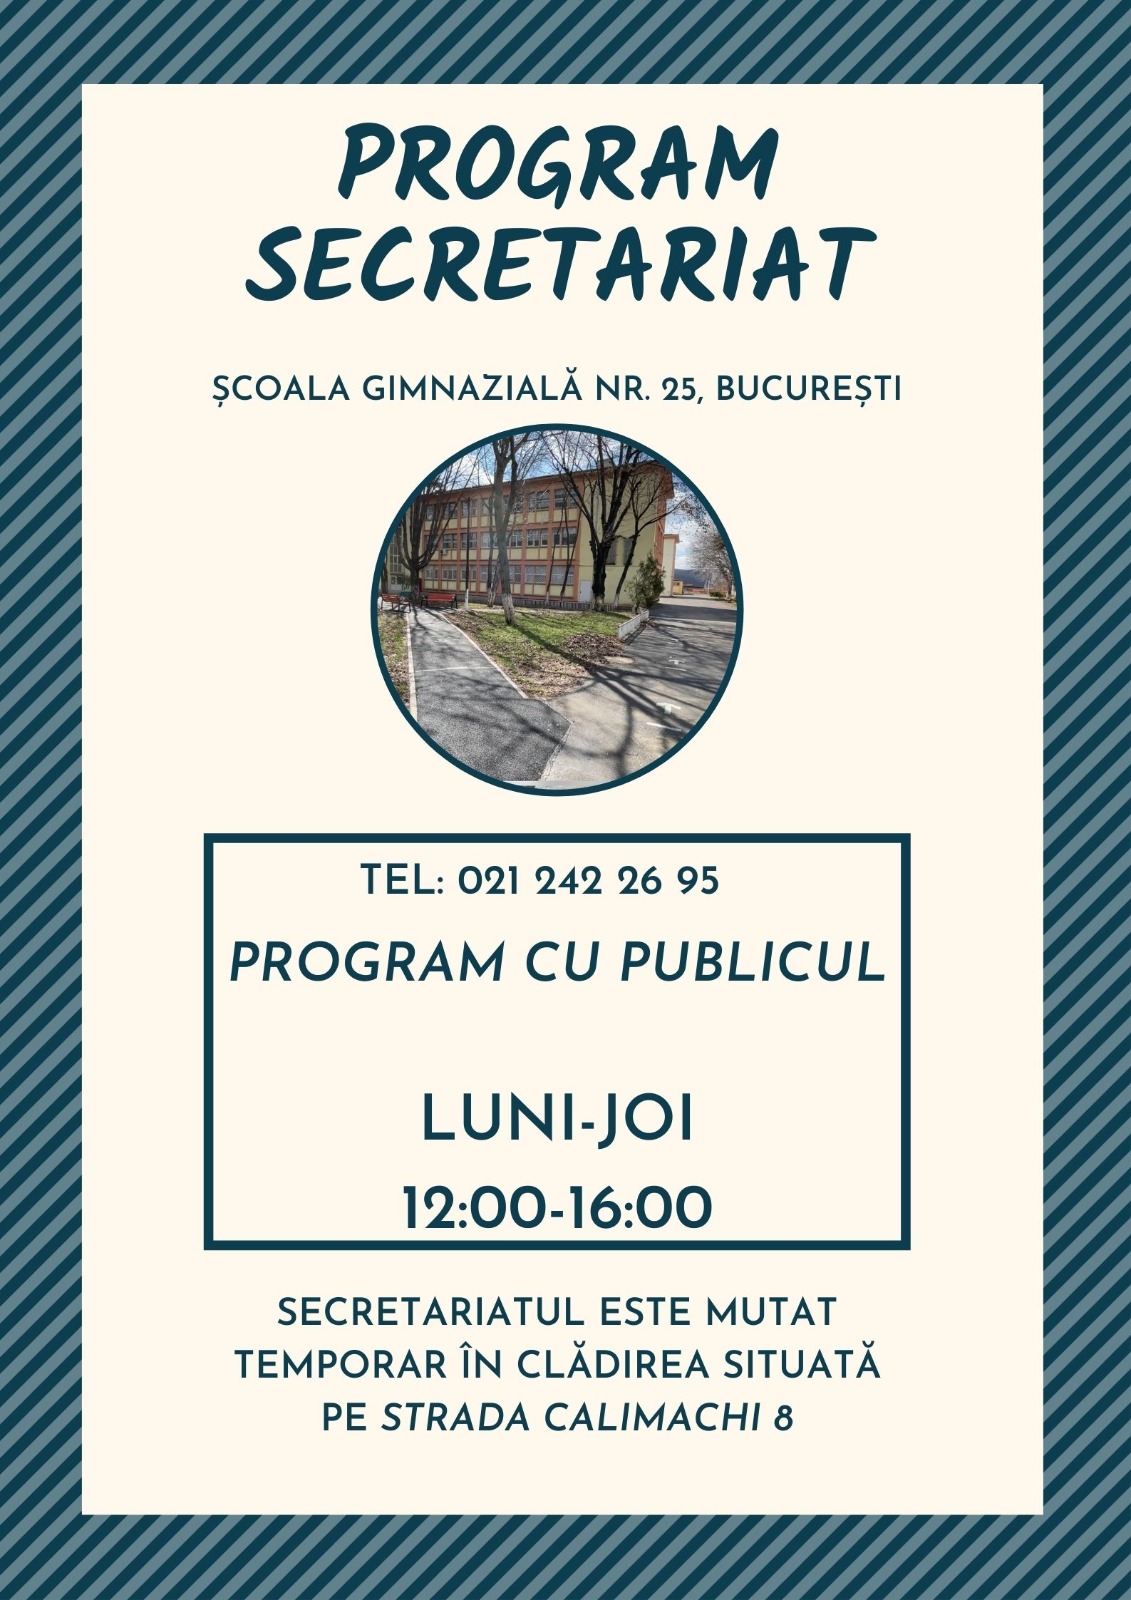 PROGRAM
SECRETARIAT
ȘCOALA GIMNAZIALĂ NR. 25, BUCUREȘTI
TEL: 021 242 26 95
PROGRAM CU PUBLICUL
LUNI-JOI
12:00-16:00
SECRETARIATUL ESTE MUTAT
TEMPORAR ÎN CLĂDIREA SITUATĂ
PE STRADA CALIMACHI 8